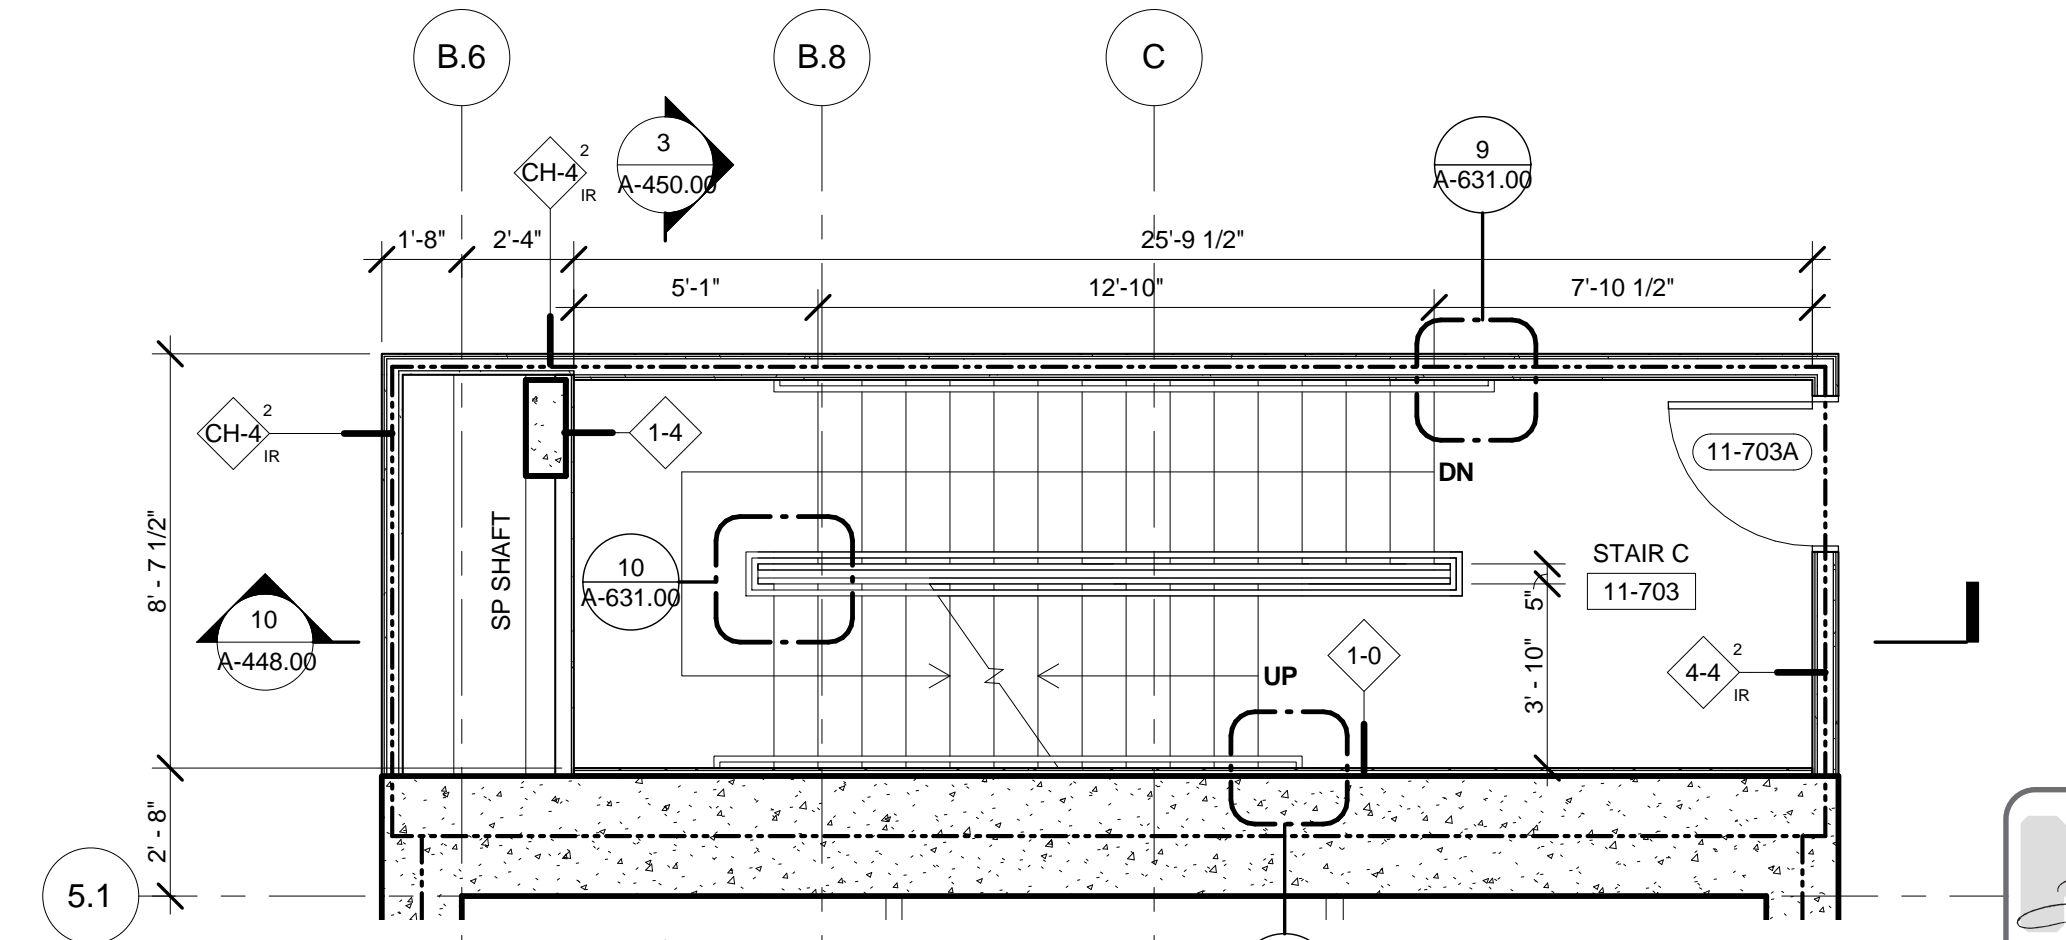 B.6
B.8
C
CH-4
2
IR
3
A-450.00
9
A-631.00
1'-8"
2'-4"
25'-9 1/2"
5'-1"
12'-10"
7'-10 1/2"
CH-4
2
IR
1-4
DN
11-703A
8' - 7 1/2"
SP SHAFT
10
A-631.00
STAIR C
11-703
5"
10
A-448.00
1-0
UP
3' - 10"
4-4
2
IR
2' - 8"
5.1